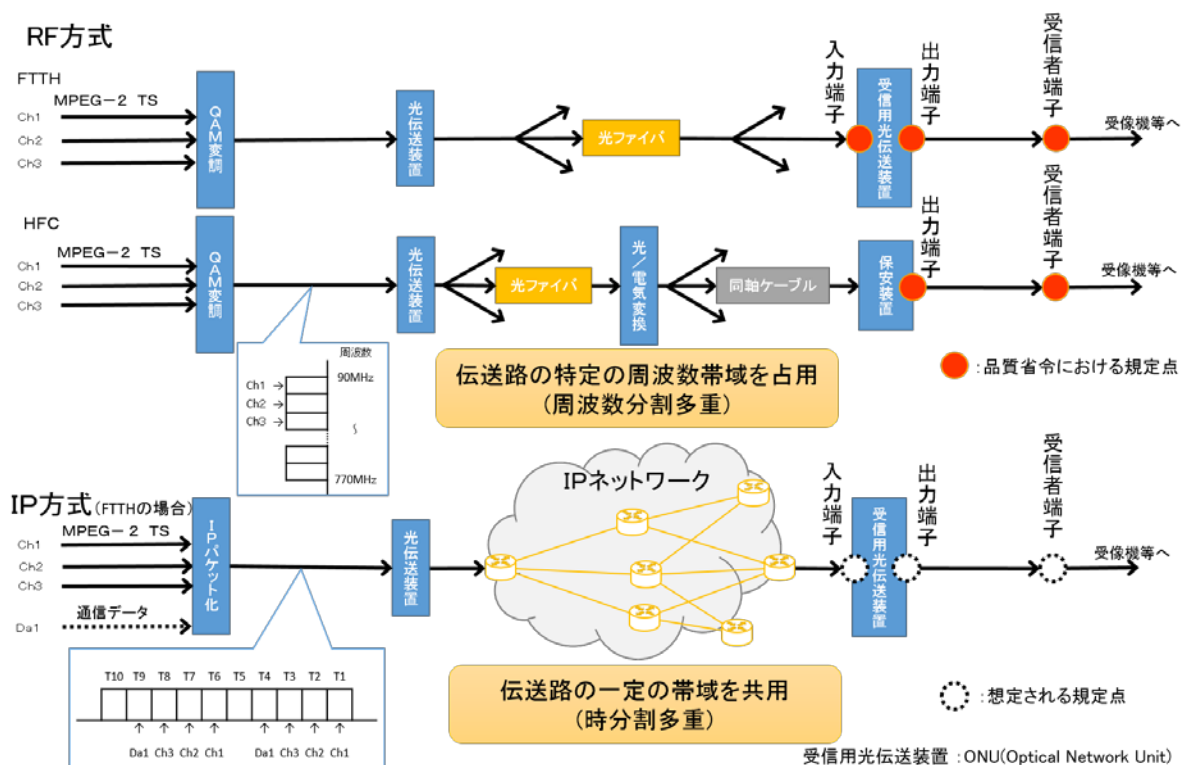 RF方式
FTTH
MPEG-2 TS
Ch1
Ch2
Ch3
QAM変調
光伝送装置
光ファイバ
入力端子
受信用光伝送装置
出力端子
受信者端子
受像機等へ
HFC
MPEG-2 TS
Ch1
Ch2
Ch3
QAM変調
光伝送装置
光ファイバ
光/電気変換
同軸ケーブル
保安装置
出力端子
受信者端子
受像機等へ
周波数
90MHz
Ch1 →
Ch2 →
Ch3 →
~
770MHz
伝送路の特定の周波数帯域を占用
(周波数分割多重)
:品質省令における規定点
IP方式(FTTHの場合)
MPEG-2 TS
Ch1
Ch2
Ch3
通信データ
Da1
IPパケット化
光伝送装置
IPネットワーク
入力端子
受信用光伝送装置
出力端子
受信者端子
受像機等へ
T10 T9 T8 T7 T6 T5 T4 T3 T2 T1
↑ ↑ ↑ ↑ ↑ ↑ ↑ ↑
Da1 Ch3 Ch2 Ch1 Da1 Ch3 Ch2 Ch1
伝送路の一定の帯域を共用
(時分割多重)
:想定される規定点
受信用光伝送装置 :ONU(Optical Network Unit)